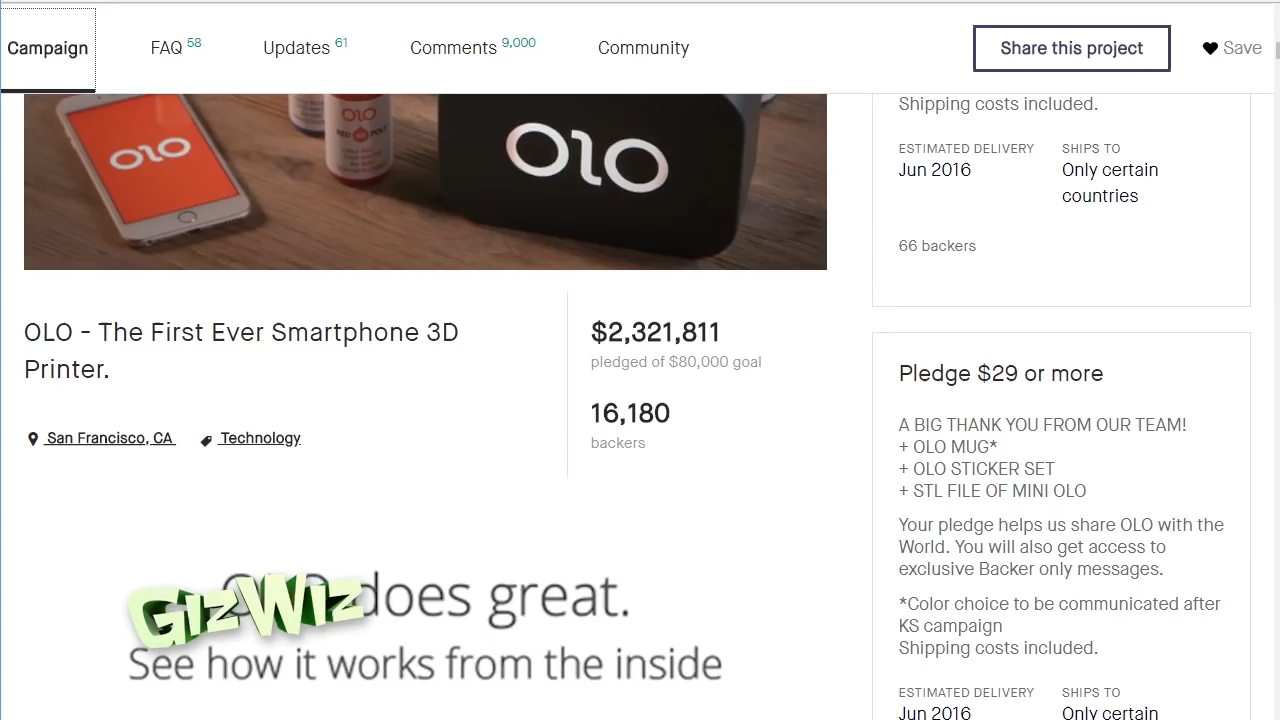 Campaign
FAQ 58
Updates 61
Comments 9,000
Community
Share this project
Save
OLO
OLO
RED POLY
OLO
Shipping costs included.
ESTIMATED DELIVERY
Jun 2016
SHIPS TO
Only certain
countries
66 backers
OLO - The First Ever Smartphone 3D
Printer.
San Francisco, CA
Technology
$2,321,811
pledged of $80,000 goal
16,180
backers
does great.
GizWiz
See how it works from the inside
Pledge $29 or more
A BIG THANK YOU FROM OUR TEAM!
+ OLO MUG*
+ OLO STICKER SET
+ STL FILE OF MINI OLO
Your pledge helps us share OLO with the
World. You will also get access to
exclusive Backer only messages.
*Color choice to be communicated after
KS campaign
Shipping costs included.
ESTIMATED DELIVERY
Jun 2016
SHIPS TO
Only certain